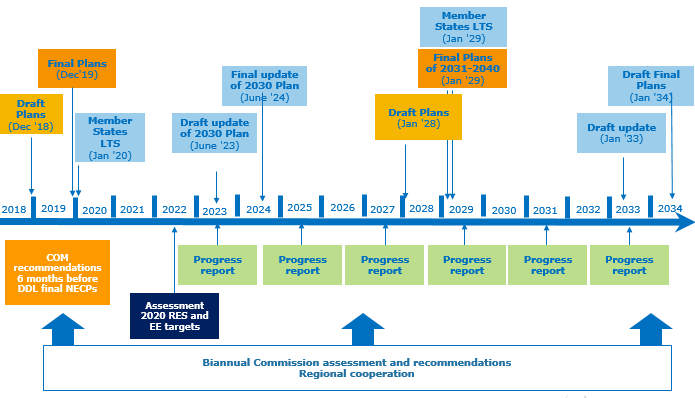 Member
States LTS
(Jan '29)
Final Plans
(Dec'19)
Final Plans
of 2031-2040
(Jan '29)
Final update
of 2030 Plan
(June '24)
Draft Final
Plans
(Jan '34)
Draft
Plans
(Dec '18)
Member
States
LTS
(Jan '20)
Draft update
of 2030 Plan
(June '23)
Draft Plans
(Jan '28)
Draft update
(Jan '33)
2018 2019 2020 2021 2022 2023 2024 2025 2026 2027 2028 2029 2030 2031 2032 2033 2034
COM
recommendations
6 months before
DDL final NECPs
Progress
report
Progress
report
Progress
report
Progress
report
Progress
report
Progress
report
Assessment
2020 RES and
EE targets
Biannual Commission assessment and recommendations
Regional cooperation